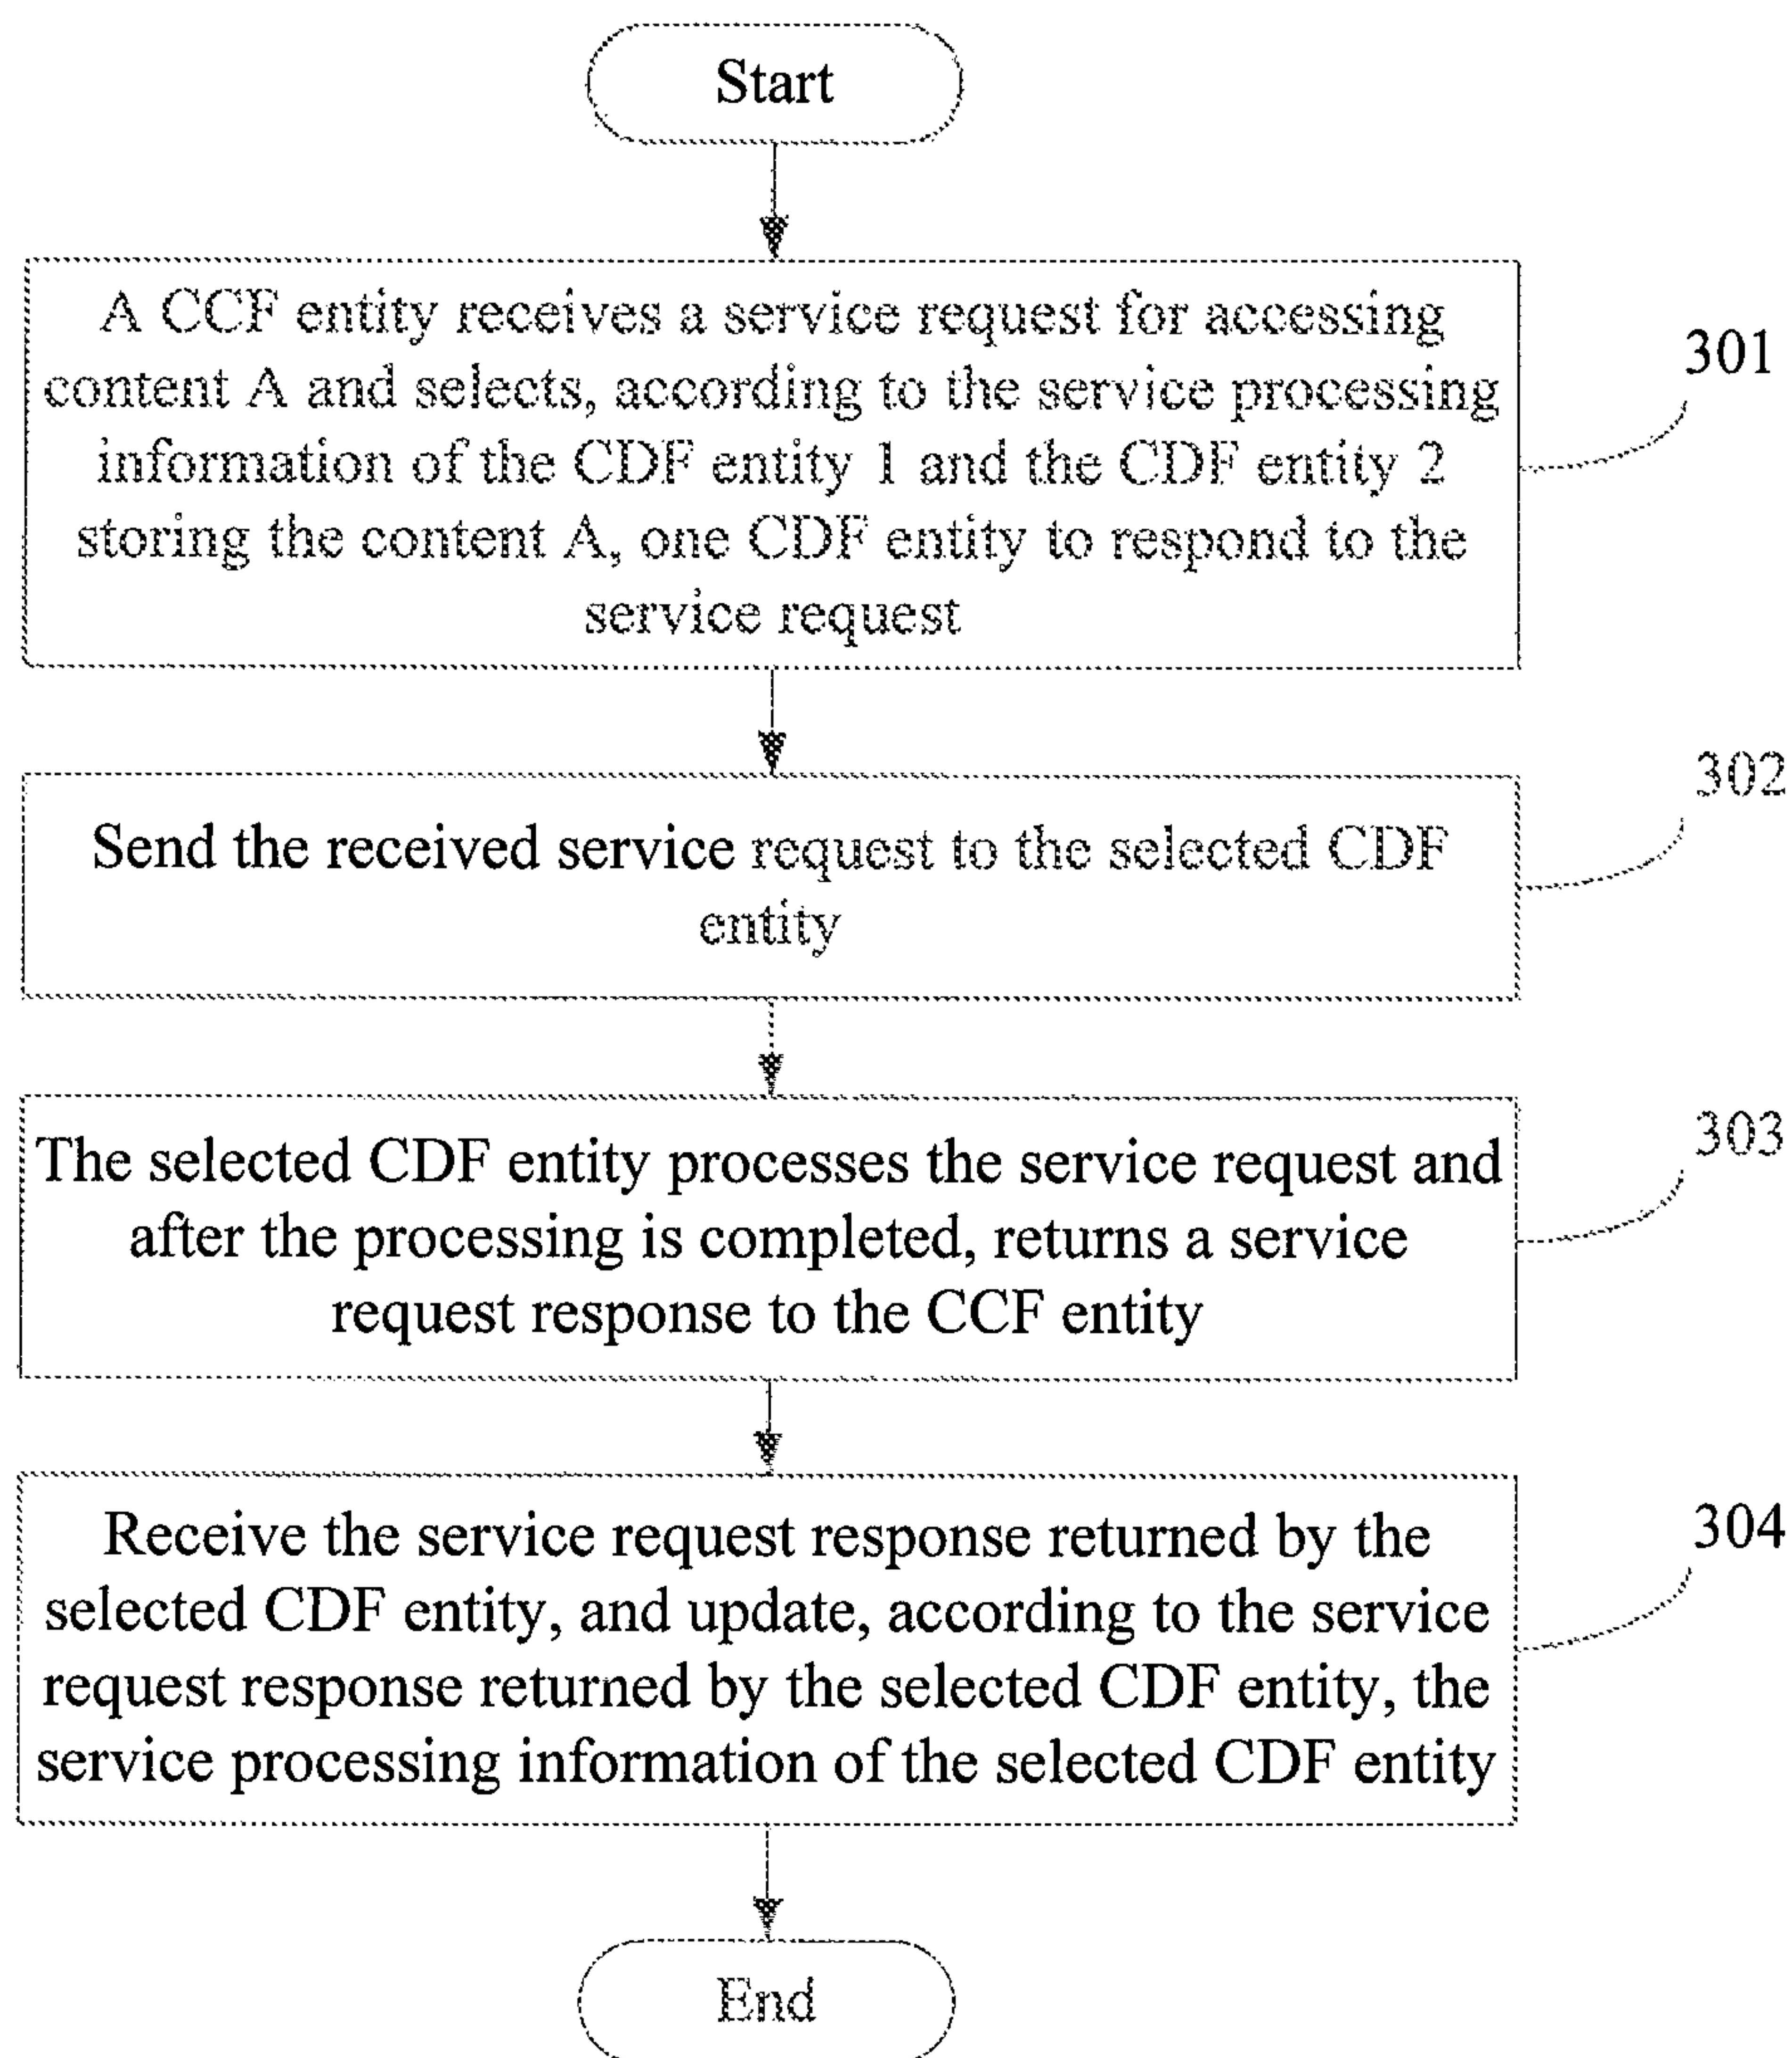 Start
A CCF entity receives a service request for accessing
content A and selects, according to the service processing
information of the CDF entity 1 and the CDF entity 2
storing the content A, one CDF entity to respond to the
service request
301
Send the received service request to the selected CDF
entity
302
The selected CDF entity processes the service request and
after the processing is completed, returns a service
request response to the CCF entity
303
Receive the service request response returned by the
selected CDF entity, and update, according to the service
request response returned by the selected CDF entity, the
service processing information of the selected CDF entity
304
End